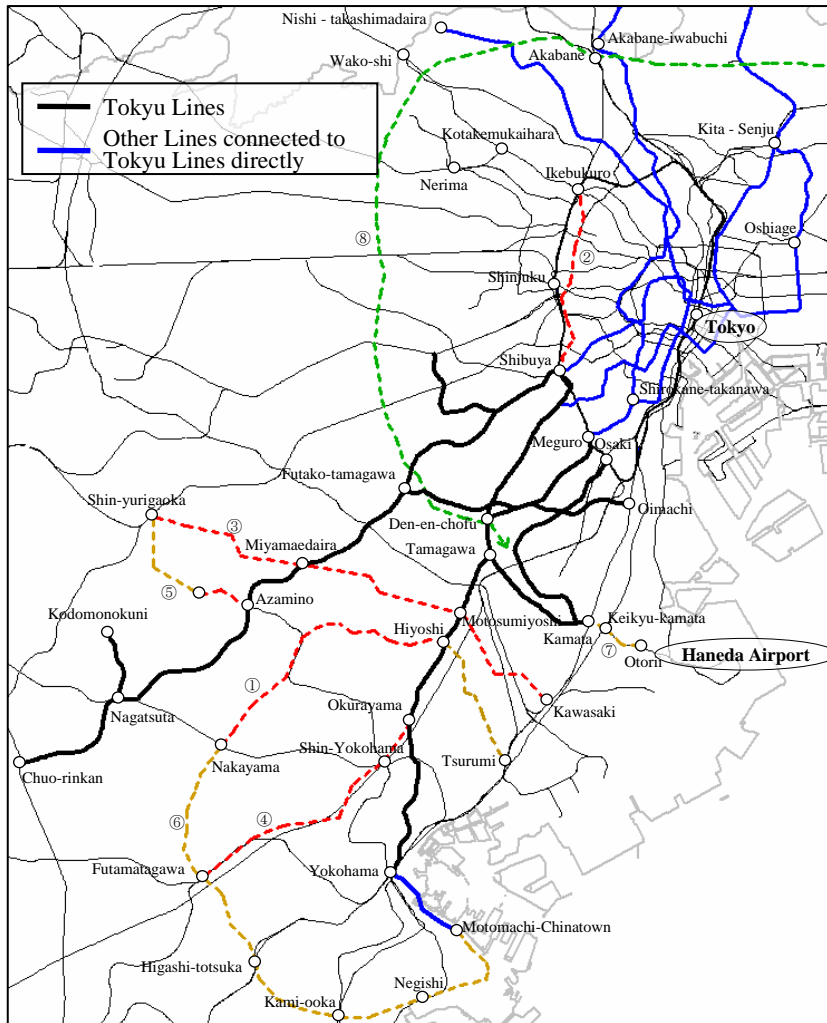 Nishi - takashimadaira
Akabane-iwabuchi
Akabane
Wako-shi
Tokyu Lines
Other Lines connected to
Tokyu Lines directly
Kotakemukaihara
Kita - Senju
Nerima
Ikebukuro
Oshiage
⑧
②
Shinjuku
Tokyo
Shibuya
Shirokane-takanawa
Meguro
Osaki
Futako-tamagawa
Shin-yurigaoka
Oimachi
③
Den-en-chofu
Miyamaedaira
Tamagawa
⑤
Azamino
Kodomonokuni
Motosumiyoshi
Hiyoshi
Kamata
Keikyu-kamata
⑦
Otorii
Haneda Airport
①
Nagatsuta
Okurayama
Kawasaki
Shin-Yokohama
Nakayama
Tsurumi
Chuo-rinkan
⑥
④
Futamatagawa
Yokohama
Motomachi-Chinatown
Higashi-totsuka
Negishi
Kami-ooka